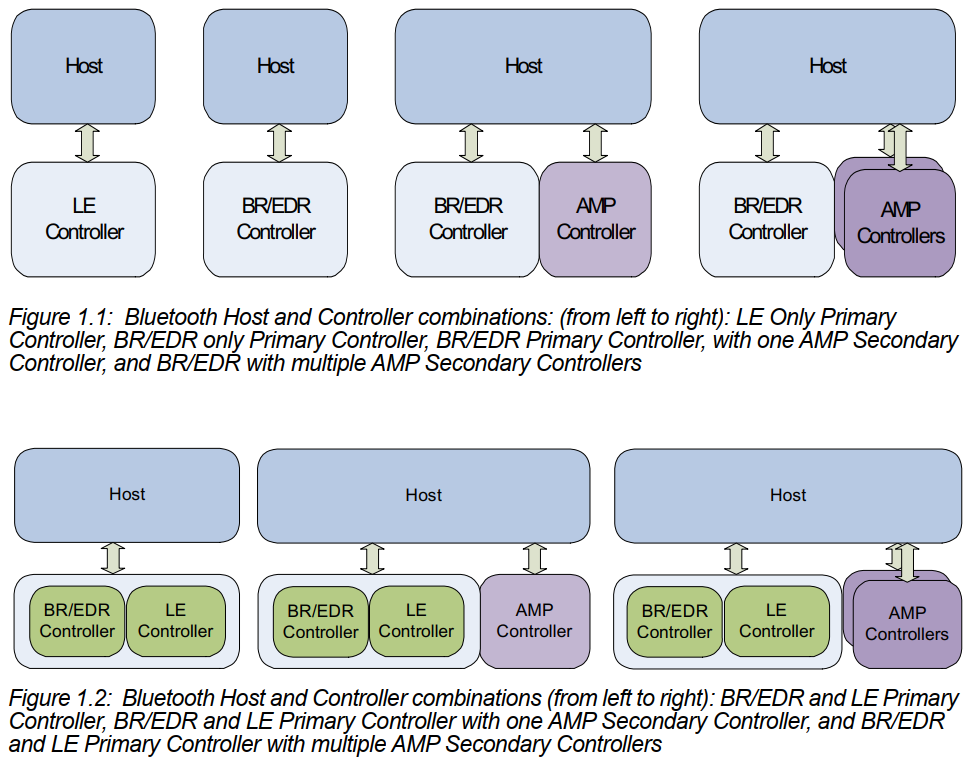 Host
Host
Host
Host
LE
Controller
BR/EDR
Controller
BR/EDR
Controller
AMP
Controller
BR/EDR
Controller
AMP
Controllers
Figure 1.1: Bluetooth Host and Controller combinations: (from left to right): LE Only Primary
Controller, BR/EDR only Primary Controller, BR/EDR Primary Controller, with one AMP Secondary
Controller, and BR/EDR with multiple AMP Secondary Controllers
Host
Host
Host
BR/EDR
Controller
LE
Controller
BR/EDR
Controller
LE
Controller
AMP
Controller
BR/EDR
Controller
LE
Controller
AMP
Controllers
Figure 1.2: Bluetooth Host and Controller combinations (from left to right): BR/EDR and LE Primary
Controller, BR/EDR and LE Primary Controller with one AMP Secondary Controller, and BR/EDR
and LE Primary Controller with multiple AMP Secondary Controllers